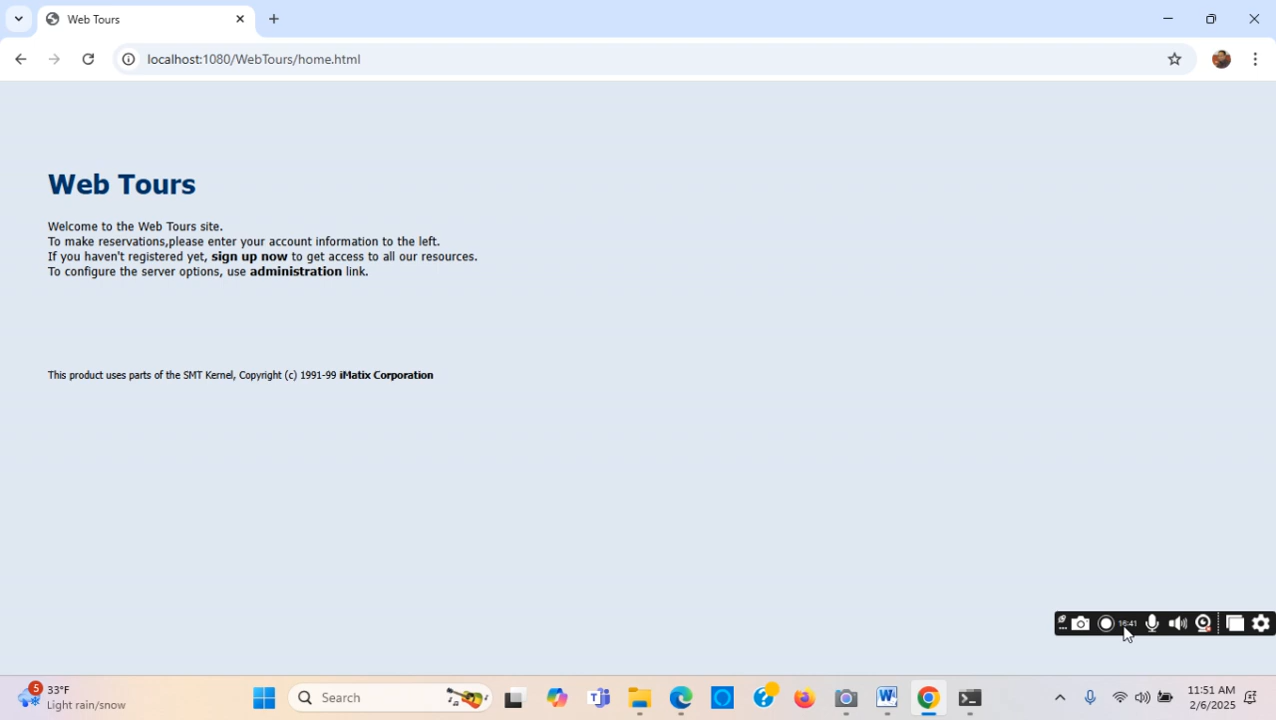 Web Tours
localhost:1080/WebTours/home.html
Web Tours
Welcome to the Web Tours site.
To make reservations,please enter your account information to the left.
If you haven't registered yet, sign up now to get access to all our resources.
To configure the server options, use administration link.
This product uses parts of the SMT Kernel, Copyright (c) 1991-99 iMatix Corporation
16:41
5
33°F
Light rain/snow
Search
11:51 AM
2/6/2025